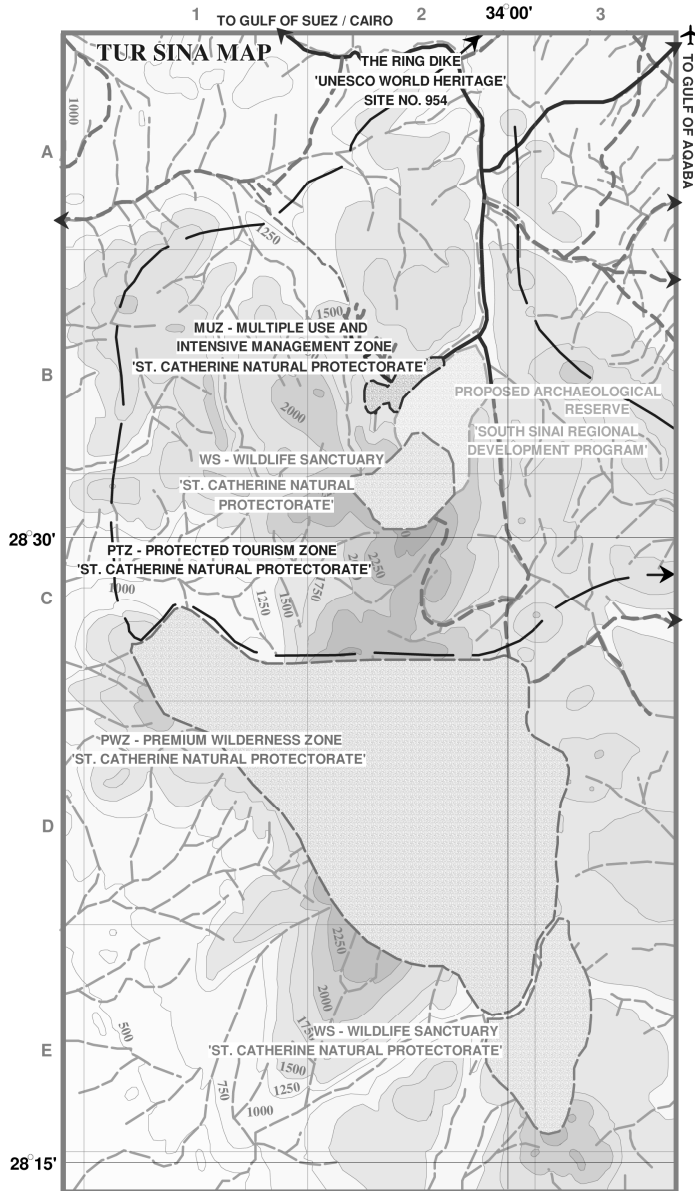 1 2 34°00' 3
TO GULF OF SUEZ / CAIRO
TUR SINA MAP
THE RING DIKE
'UNESCO WORLD HERITAGE'
SITE NO. 954
TO GULF OF AQABA
1000
A
1250
1500
MUZ - MULTIPLE USE AND
INTENSIVE MANAGEMENT ZONE
'ST. CATHERINE NATURAL PROTECTORATE'
B
PROPOSED ARCHAEOLOGICAL
RESERVE
2000
'SOUTH SINAI REGIONAL
DEVELOPMENT PROGRAM'
WS - WILDLIFE SANCTUARY
'ST. CATHERINE NATURAL
PROTECTORATE'
28°30'
PTZ - PROTECTED TOURISM ZONE
'ST. CATHERINE NATURAL PROTECTORATE'
2250
1000
1750
1250
1500
C
PWZ - PREMIUM WILDERNESS ZONE
'ST. CATHERINE NATURAL PROTECTORATE'
D
2250
2000
500
WS - WILDLIFE SANCTUARY
'ST. CATHERINE NATURAL PROTECTORATE'
E
1500
750
1250
1000
28°15'